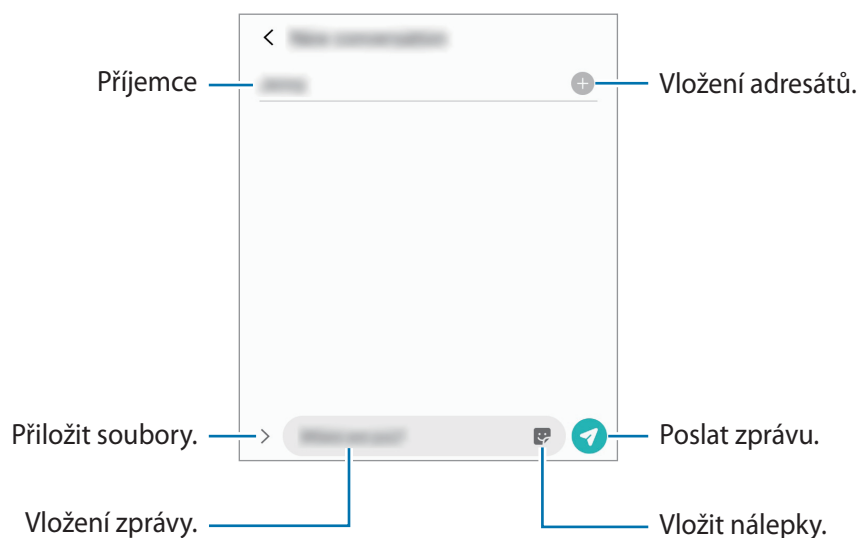 Příjemce
Vložení adresátů.
Přiložit soubory.
Poslat zprávu.
Vložení zprávy.
Vložit nálepky.